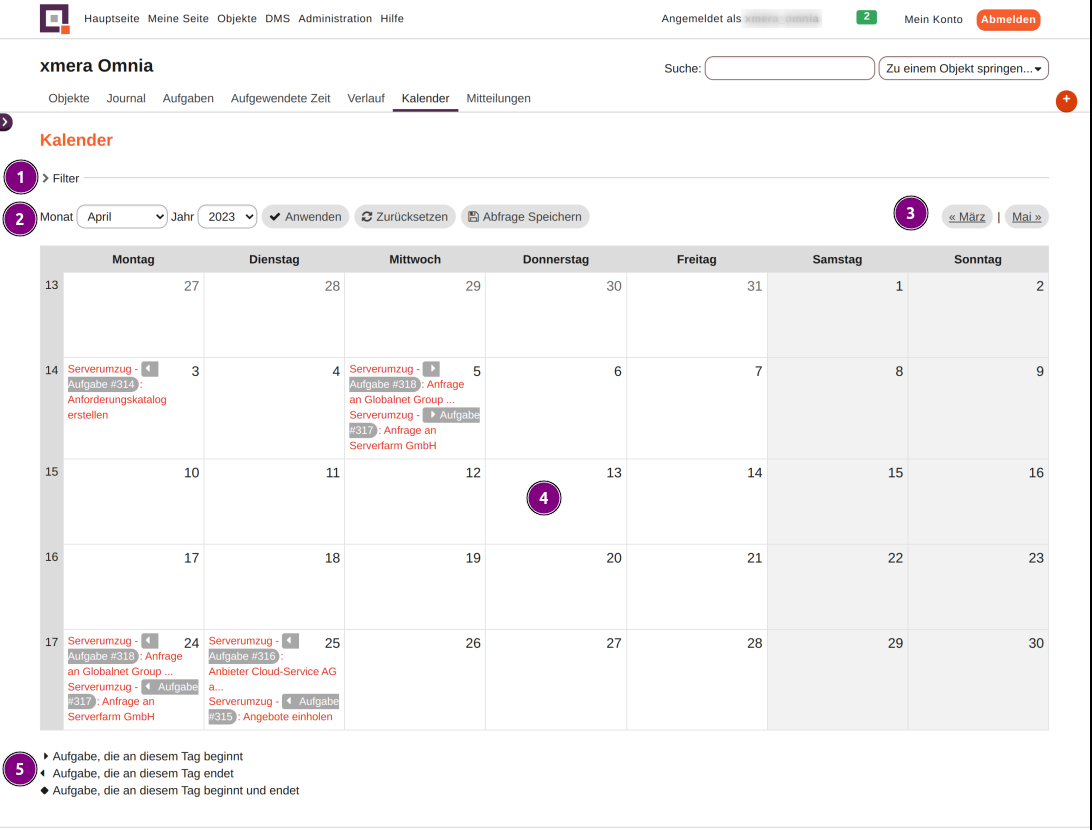 Hauptseite Meine Seite Objekte DMS Administration Hilfe
Angemeldet als 2 Mein Konto Abmelden
xmera Omnia
Suche: Zu einem Objekt springen...
Objekte Journal Aufgaben Aufgewendete Zeit Verlauf Kalender Mitteilungen
+
Kalender
1 Filter
2 Monat April Jahr 2023 Anwenden Zurücksetzen Abfrage Speichern 3 « März | Mai »
Montag Dienstag Mittwoch Donnerstag Freitag Samstag Sonntag
13 27 28 29 30 31 1 2
14 Serverumzug - 3
Aufgabe #314 :
Anforderungskatalog
erstellen
4
Serverumzug - 5
Aufgabe #318 : Anfrage
an Globalnet Group ...
Serverumzug - Aufgabe
#317 : Anfrage an
Serverfarm GmbH
6 7 8 9
15 10 11 12 13 14 15 16
4
16 17 18 19 20 21 22 23
17 Serverumzug - 24
Aufgabe #318 : Anfrage
an Globalnet Group ...
Serverumzug - Aufgabe
#317 : Anfrage an
Serverfarm GmbH
Serverumzug - 25
Aufgabe #316 :
Anbieter Cloud-Service AG
a...
Serverumzug - Aufgabe
#315 : Angebote einholen
26 27 28 29 30
Aufgabe, die an diesem Tag beginnt
5 Aufgabe, die an diesem Tag endet
Aufgabe, die an diesem Tag beginnt und endet